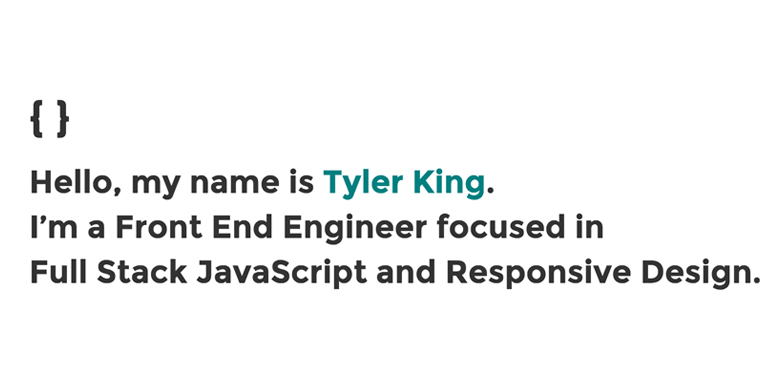 { }
Hello, my name is Tyler King.
I’m a Front End Engineer focused in
Full Stack JavaScript and Responsive Design.